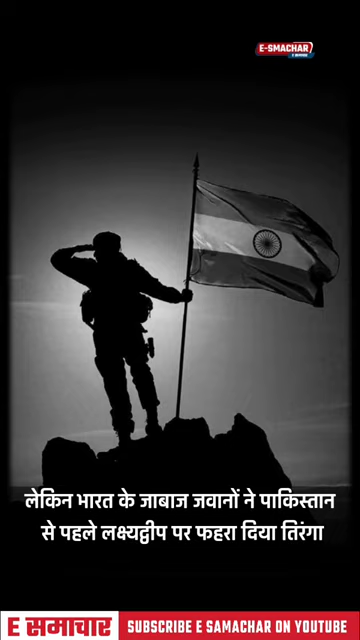 E-SMACHAR
लेकिन भारत के जाबाज जवानों ने पाकिस्तान
से पहले लक्ष्यद्वीप पर फहरा दिया तिरंगा
E समाचार SUBSCRIBE E SAMACHAR ON YOUTUBE